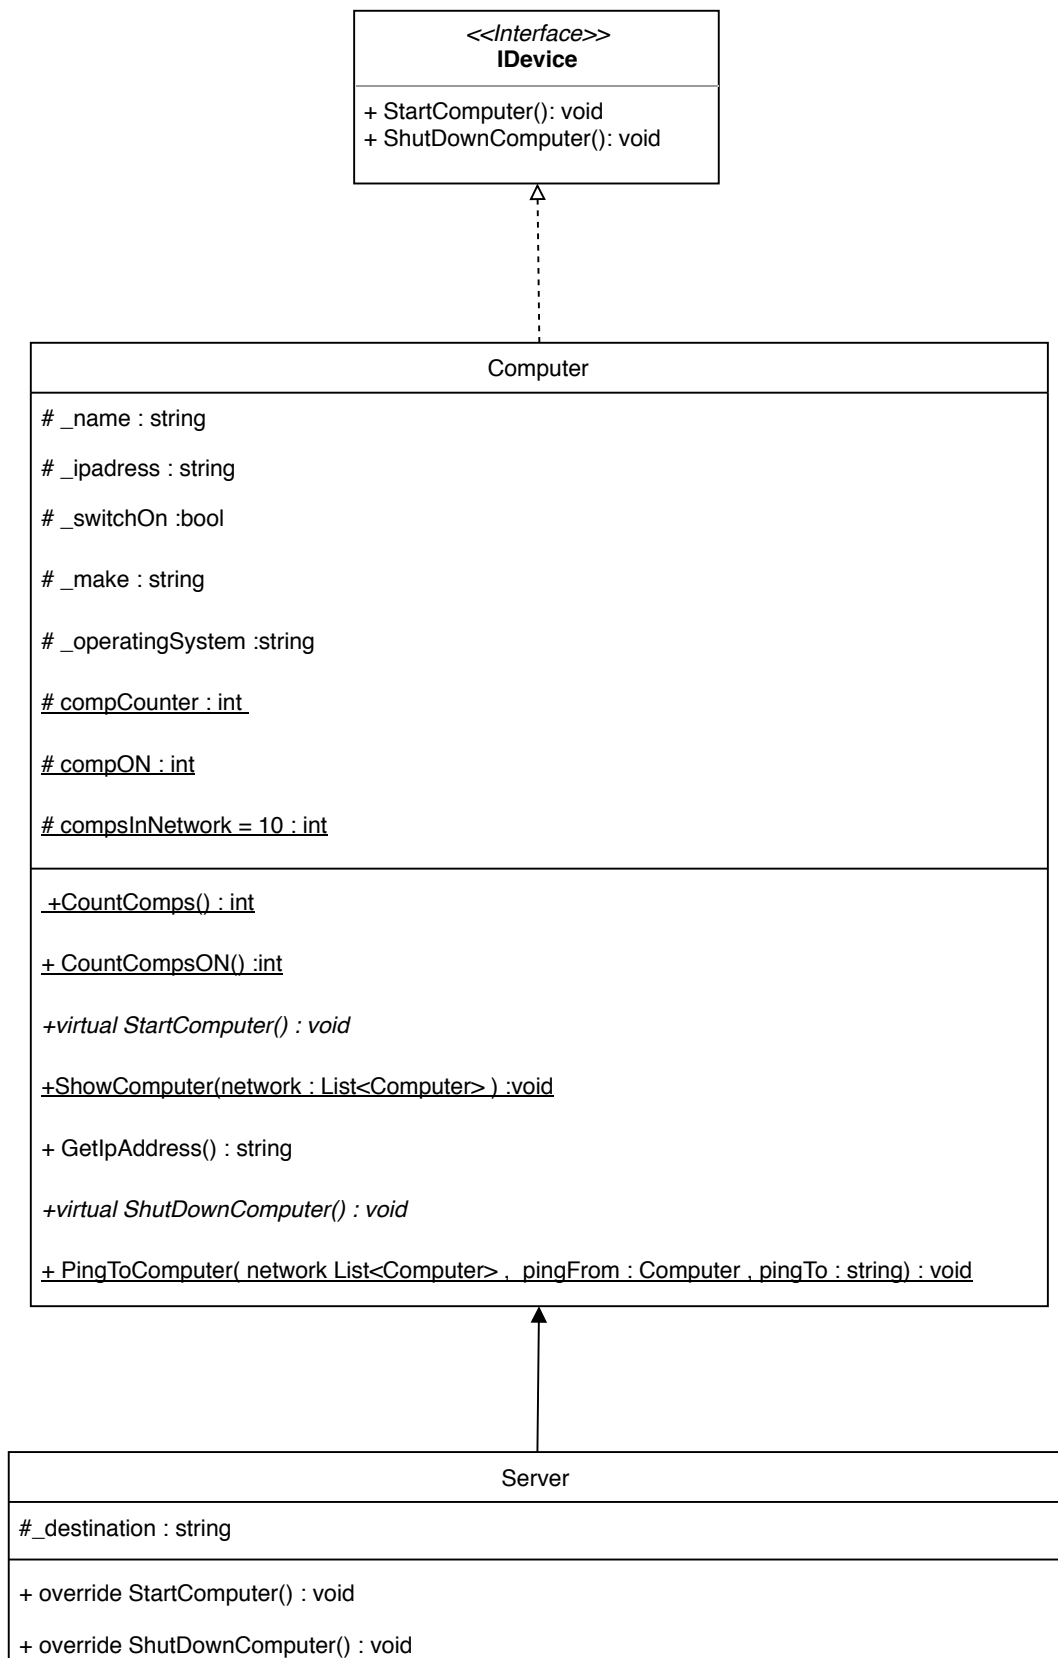 <<Interface>>
IDevice
+ StartComputer(): void
+ ShutDownComputer(): void
Computer
# _name : string
# _ipadress : string
# _switchOn :bool
# _make : string
# _operatingSystem :string
# compCounter : int
# compON : int
# compsInNetwork = 10 : int
+CountComps() : int
+ CountCompsON() :int
+virtual StartComputer() : void
+ShowComputer(network : List<Computer> ) :void
+ GetIpAddress() : string
+virtual ShutDownComputer() : void
+ PingToComputer( network List<Computer> , pingFrom : Computer , pingTo : string) : void
Server
#_destination : string
+ override StartComputer() : void
+ override ShutDownComputer() : void